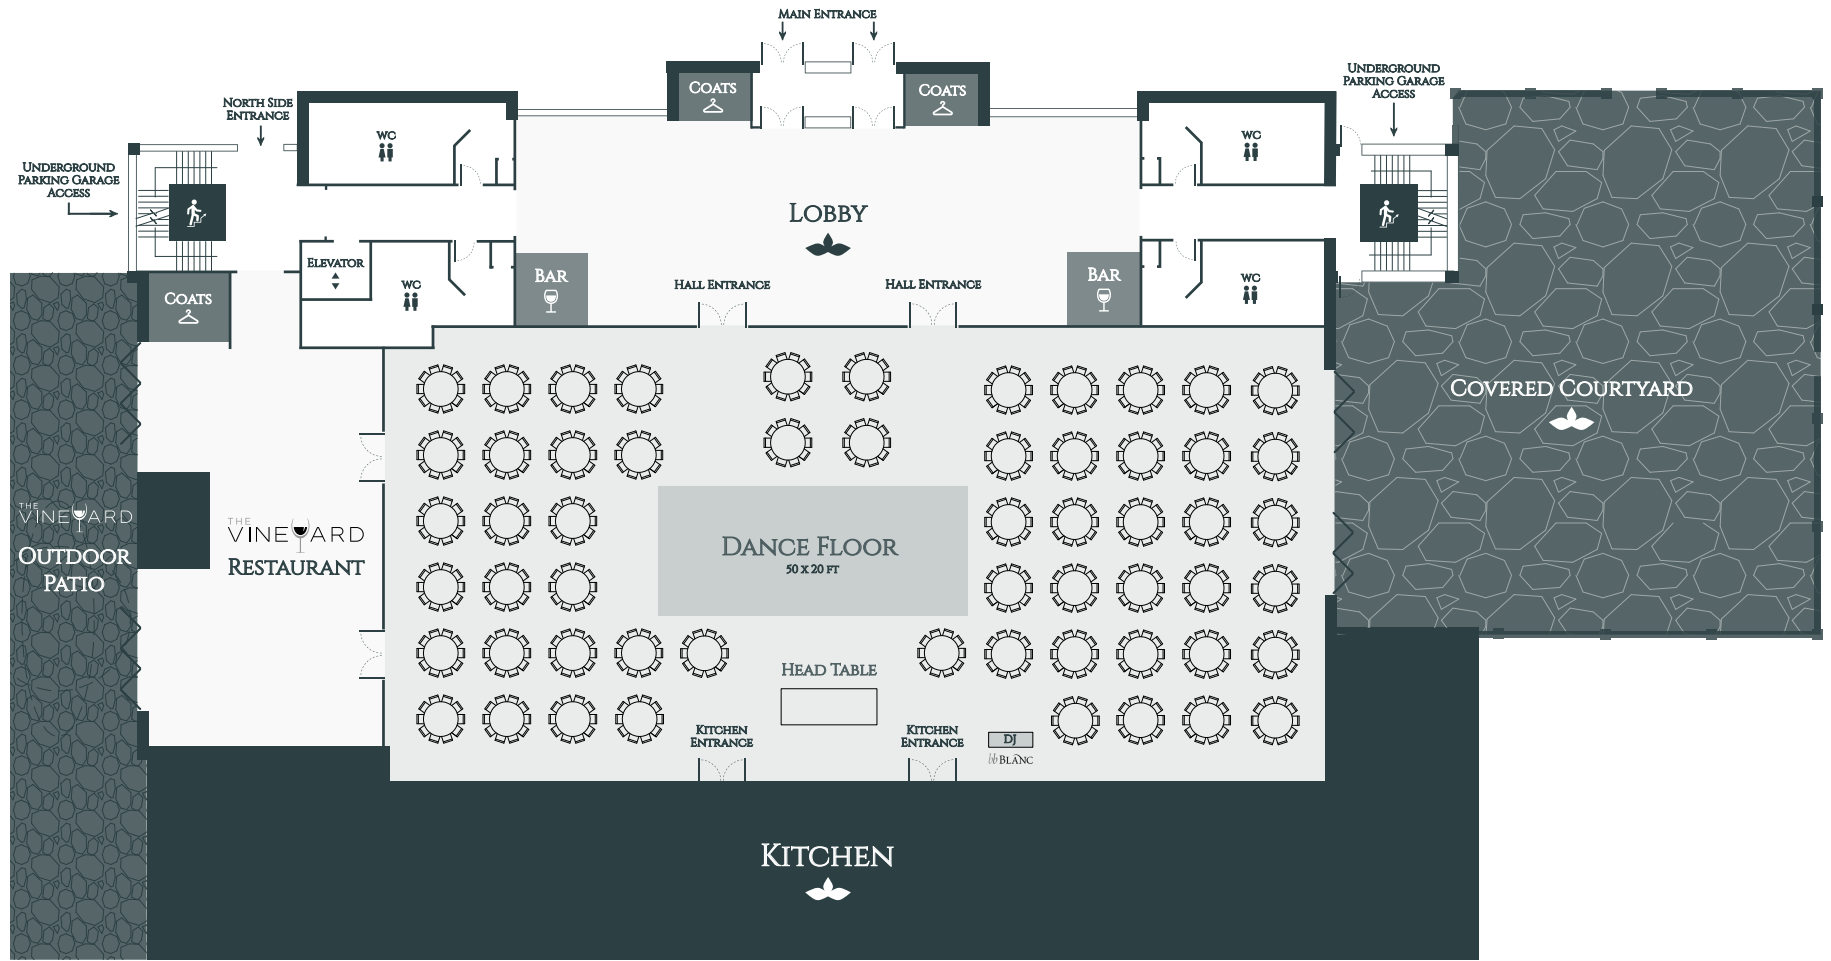 MAIN ENTRANCE
UNDERGROUND
PARKING GARAGE
ACCESS
COATS
COATS
NORTH SIDE
ENTRANCE
WC
WC
UNDERGROUND
PARKING GARAGE
ACCESS
LOBBY
ELEVATOR
BAR
BAR
WC
WC
HALL ENTRANCE
HALL ENTRANCE
COATS
COVERED COURTYARD
THE
VINEYARD
OUTDOOR
PATIO
THE
VINEYARD
RESTAURANT
DANCE FLOOR
50 X 20 FT
HEAD TABLE
KITCHEN
ENTRANCE
KITCHEN
ENTRANCE
DJ
bb BLANC
KITCHEN